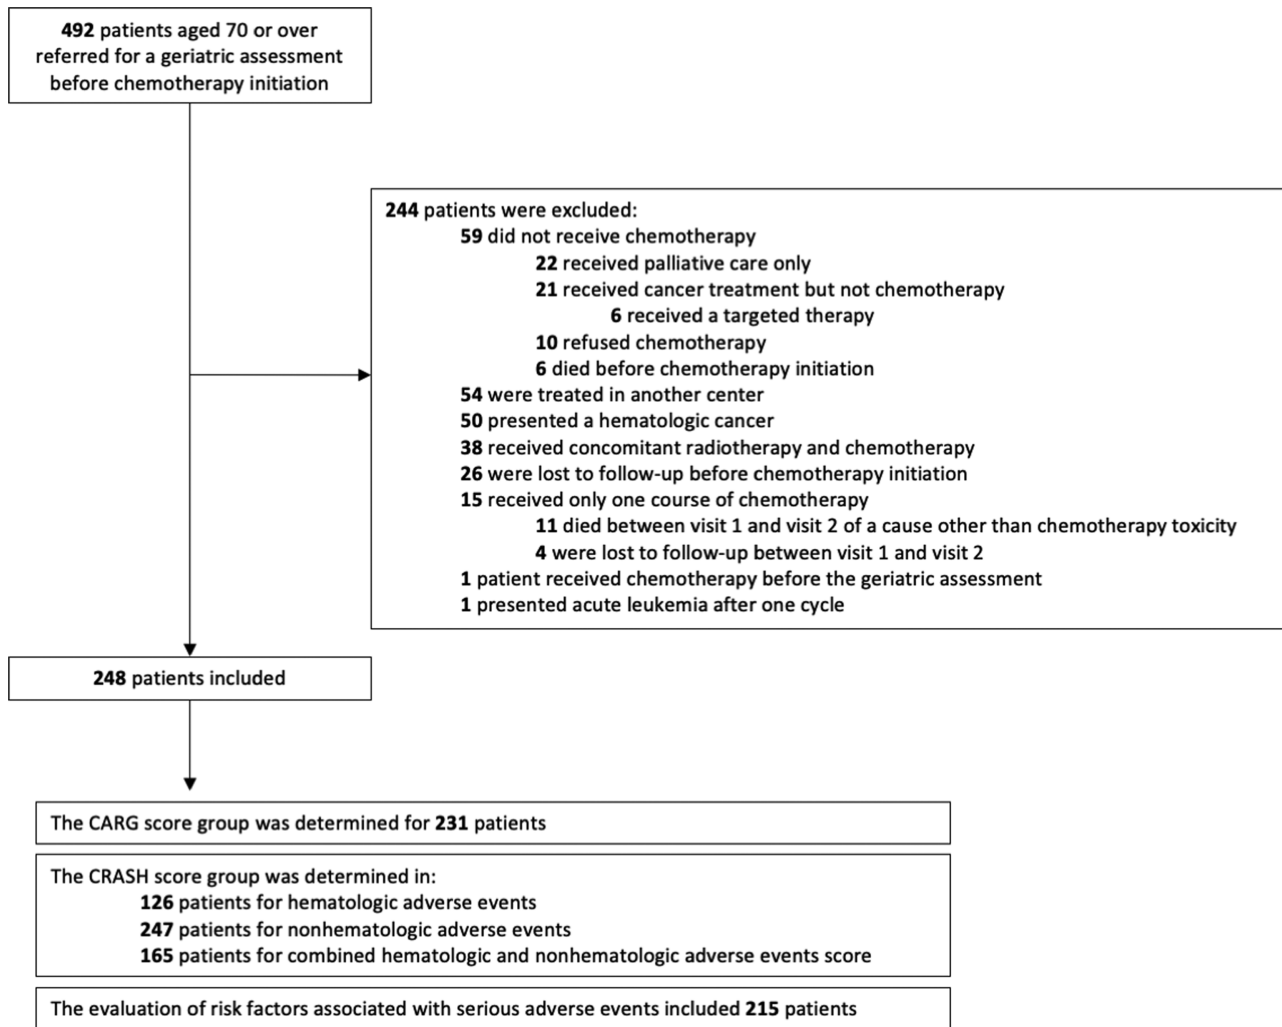 492 patients aged 70 or over
referred for a geriatric assessment
before chemotherapy initiation
244 patients were excluded:
59 did not receive chemotherapy
22 received palliative care only
21 received cancer treatment but not chemotherapy
6 received a targeted therapy
10 refused chemotherapy
6 died before chemotherapy initiation
54 were treated in another center
50 presented a hematologic cancer
38 received concomitant radiotherapy and chemotherapy
26 were lost to follow-up before chemotherapy initiation
15 received only one course of chemotherapy
11 died between visit 1 and visit 2 of a cause other than chemotherapy toxicity
4 were lost to follow-up between visit 1 and visit 2
1 patient received chemotherapy before the geriatric assessment
1 presented acute leukemia after one cycle
248 patients included
The CARG score group was determined for 231 patients
The CRASH score group was determined in:
126 patients for hematologic adverse events
247 patients for nonhematologic adverse events
165 patients for combined hematologic and nonhematologic adverse events score
The evaluation of risk factors associated with serious adverse events included 215 patients